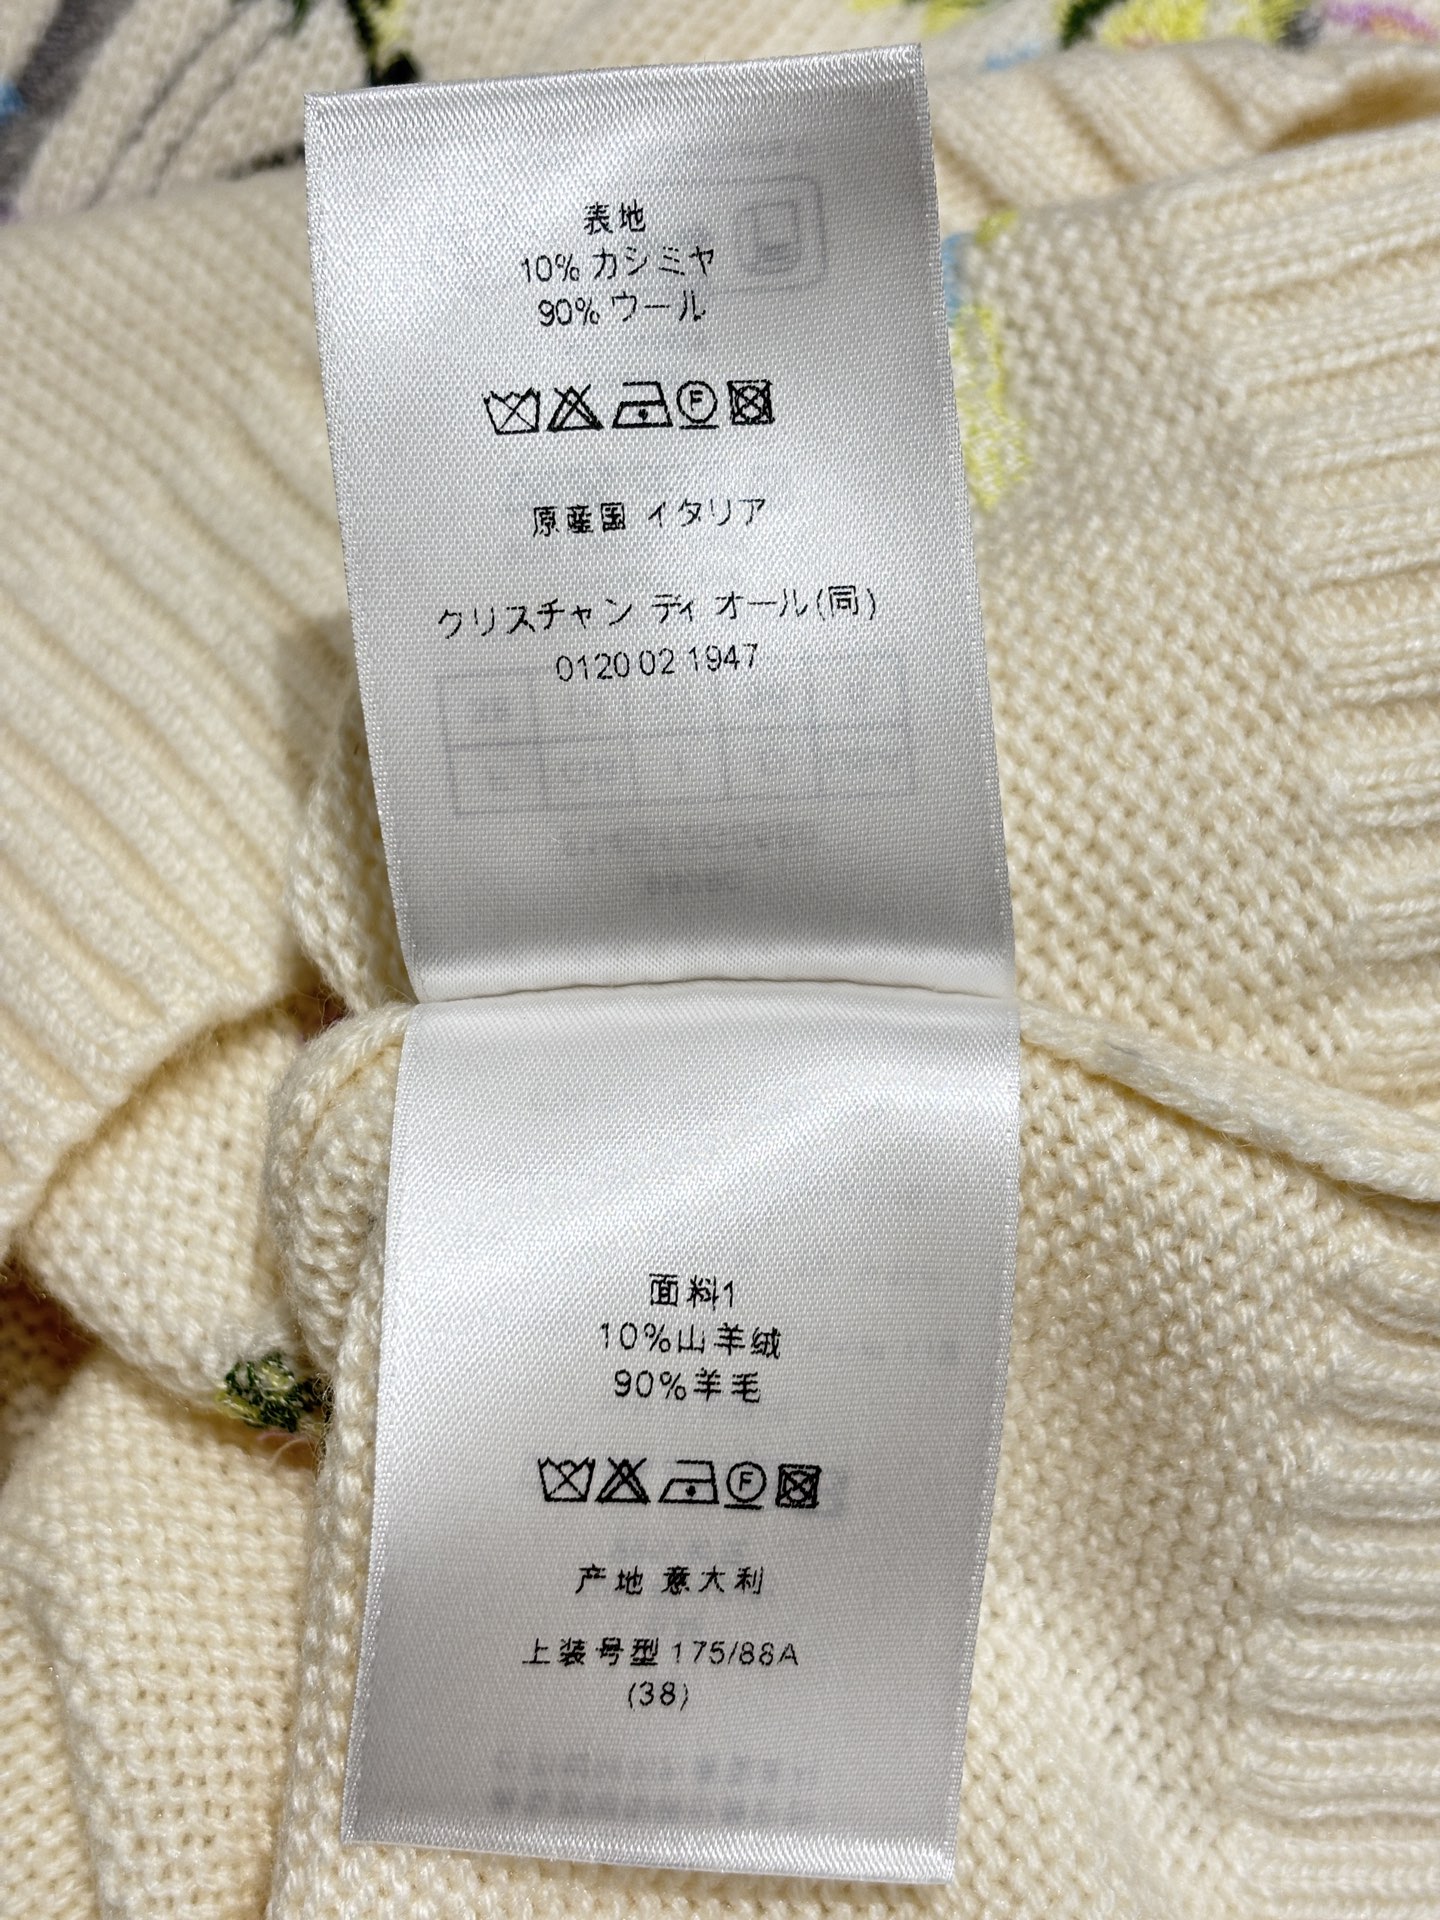 表地
10% カシミヤ
90% ウール
F
原産国 イタリア
クリスチャン ディオール(同)
0120 02 1947
面料1
10%山羊绒
90%羊毛
F
产地 意大利
上装号型 175/88A
(38)